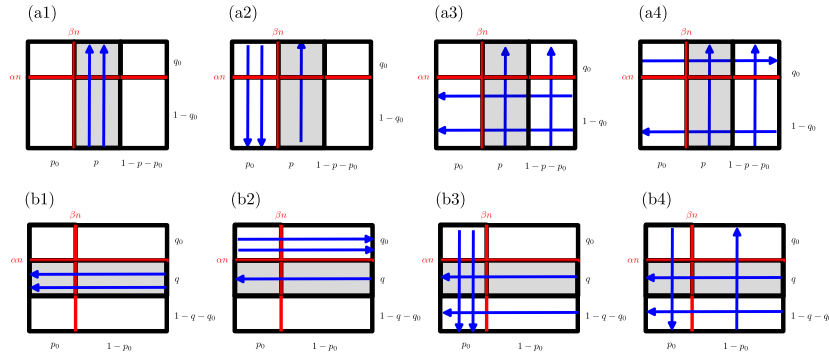 (a1) (a2) (a3) (a4)
βn βn βn βn
q₀ q₀ q₀ q₀
αn αn αn αn
1 − q₀ 1 − q₀ 1 − q₀ 1 − q₀
p₀ p 1 − p − p₀ p₀ p 1 − p − p₀ p₀ p 1 − p − p₀ p₀ p 1 − p − p₀
(b1) (b2) (b3) (b4)
βn βn βn βn
q₀ q₀ q₀ q₀
αn αn αn αn
q q q q
1 − q − q₀ 1 − q − q₀ 1 − q − q₀ 1 − q − q₀
p₀ 1 − p₀ p₀ 1 − p₀ p₀ 1 − p₀ p₀ 1 − p₀